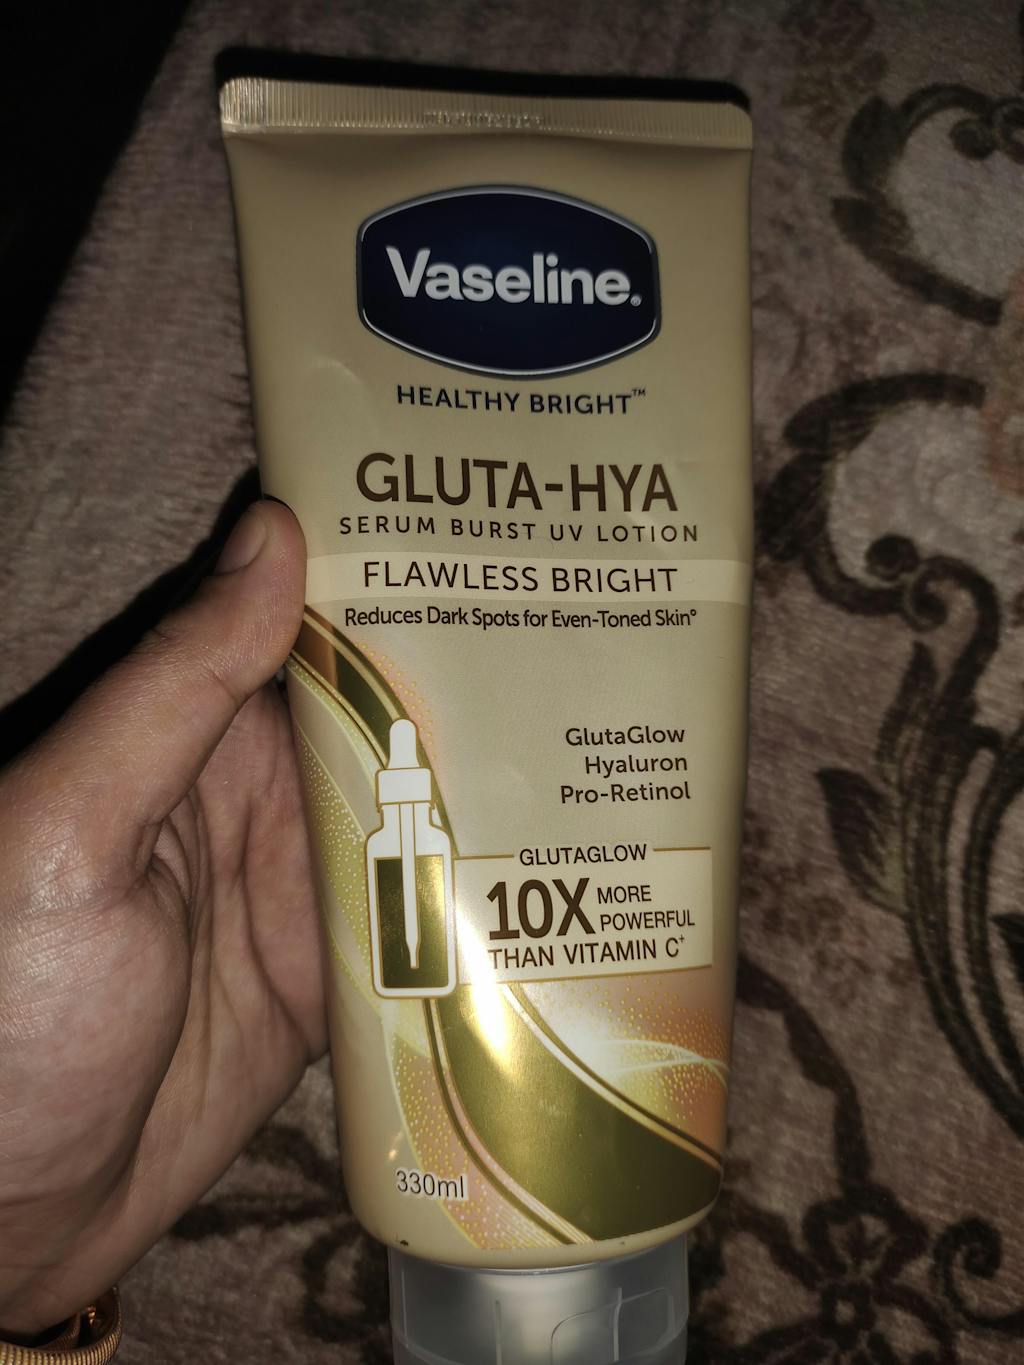 Vaseline®
HEALTHY BRIGHT™
GLUTA-HYA
SERUM BURST UV LOTION
FLAWLESS BRIGHT
Reduces Dark Spots for Even-Toned Skin°
GlutaGlow
Hyaluron
Pro-Retinol
GLUTAGLOW
10X MORE POWERFUL
THAN VITAMIN C⁺
330ml